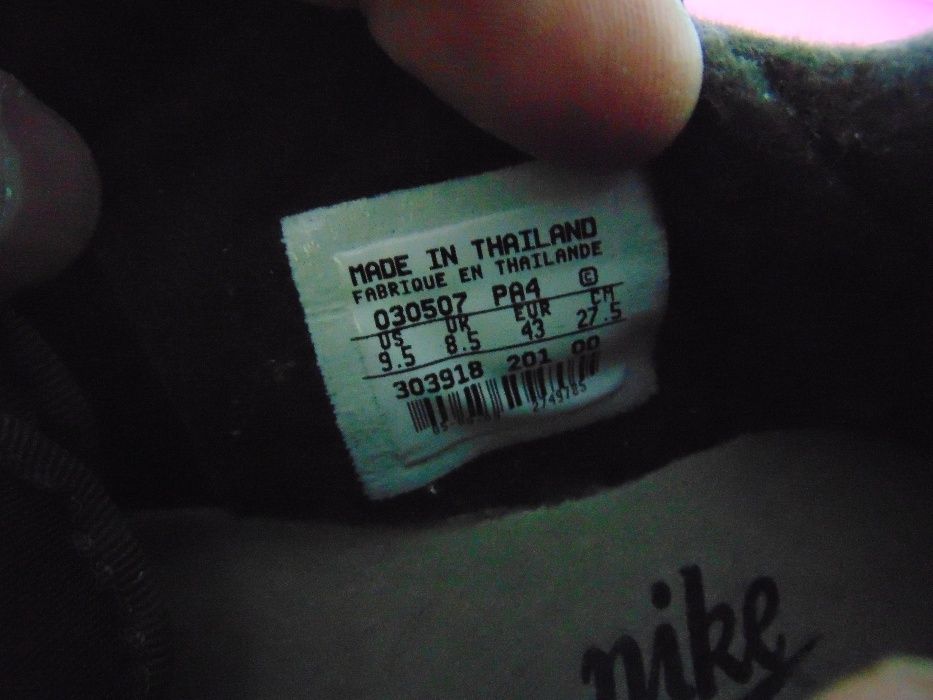 MADE IN THAILAND
FABRIQUE EN THAILANDE
030507 PA4 ©
US UK EUR CM
9.5 8.5 43 27.5
303918 201 00
2749785
nike